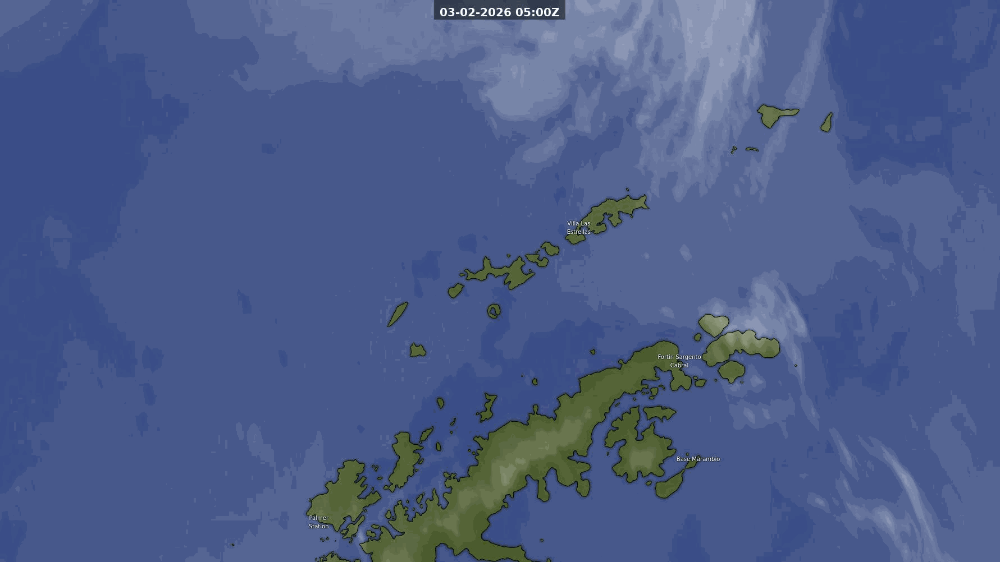 03-02-2026 05:00Z
Villa Las
Estrellas
Fortin Sargento
Cabral
Base Marambio
Palmer
Station